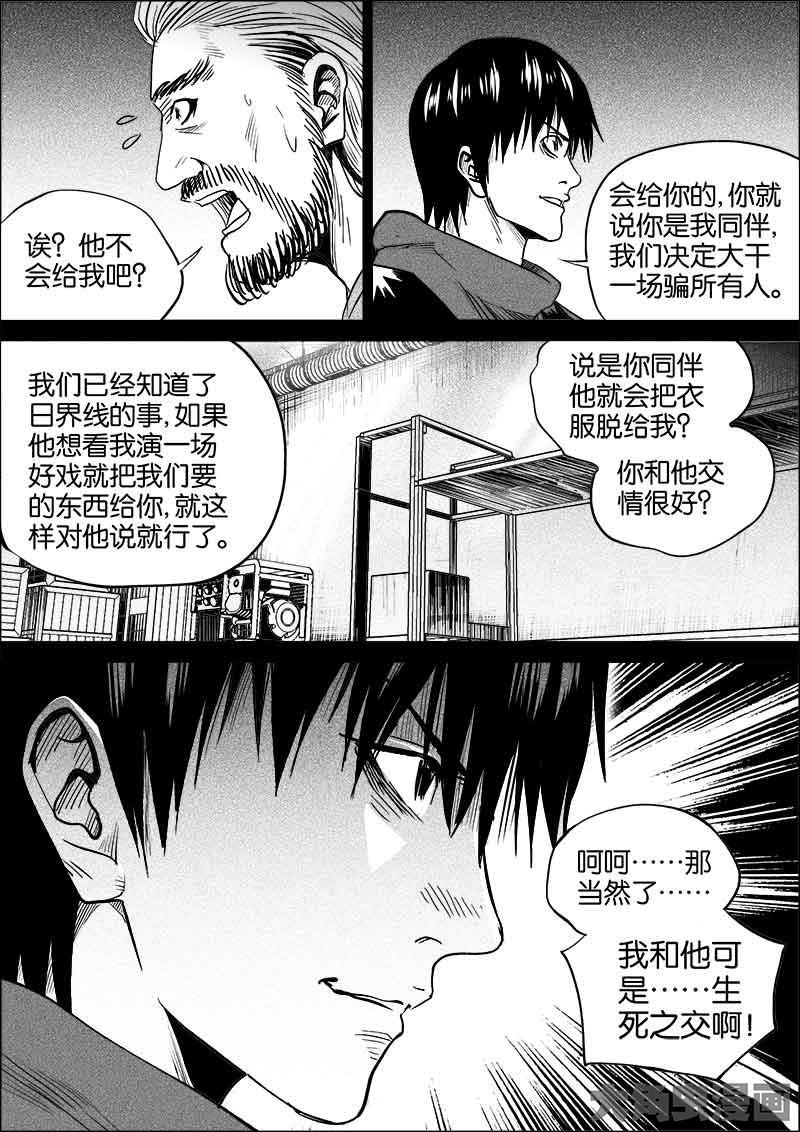 诶？他不
会给我吧？
会给你的，你就
说你是我同伴，
我们决定大干
一场骗所有人。
我们已经知道了
日界线的事，如果
他想看我演一场
好戏就把我们要
的东西给你，就这
样对他说就行了。
说是你同伴
他就会把衣
服脱给我？
你和他交
情很好？
呵呵……那
当然了……
我和他可
是……生
死之交啊！